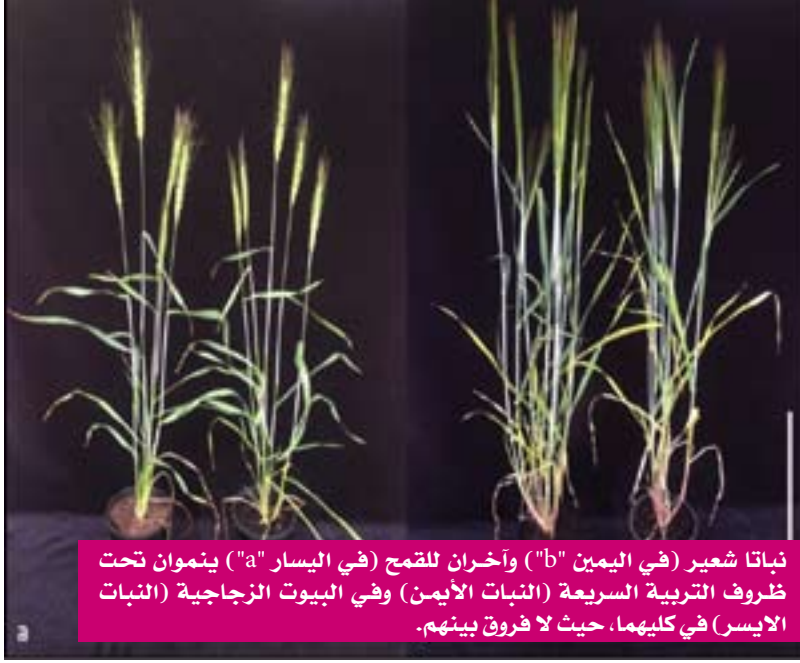 نباتا شعير (في اليمين "b") وآخران للقمح (في اليسار "a") ينموان تحت
ظروف التربية السريعة (النبات الأيمن) وفي البيوت الزجاجية (النبات
الايسر) في كليهما، حيث لا فروق بينهم.
a